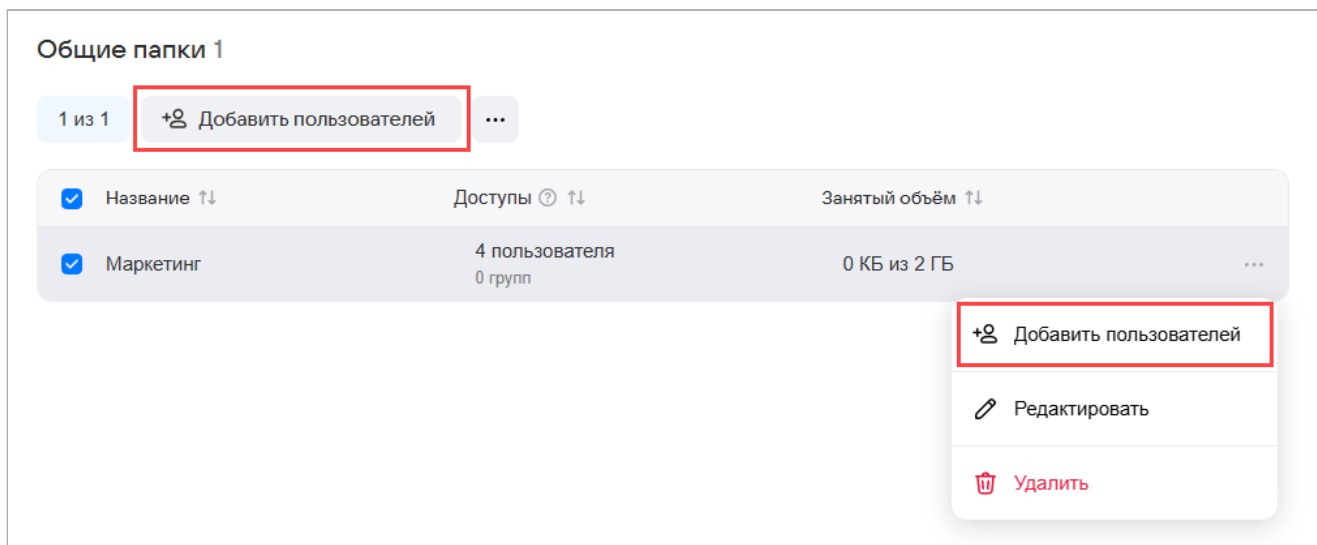 Общие папки 1
1 из 1 Добавить пользователей
Название Доступы Занятый объём
Маркетинг 4 пользователя 0 КБ из 2 ГБ
0 групп
Добавить пользователей
Редактировать
Удалить